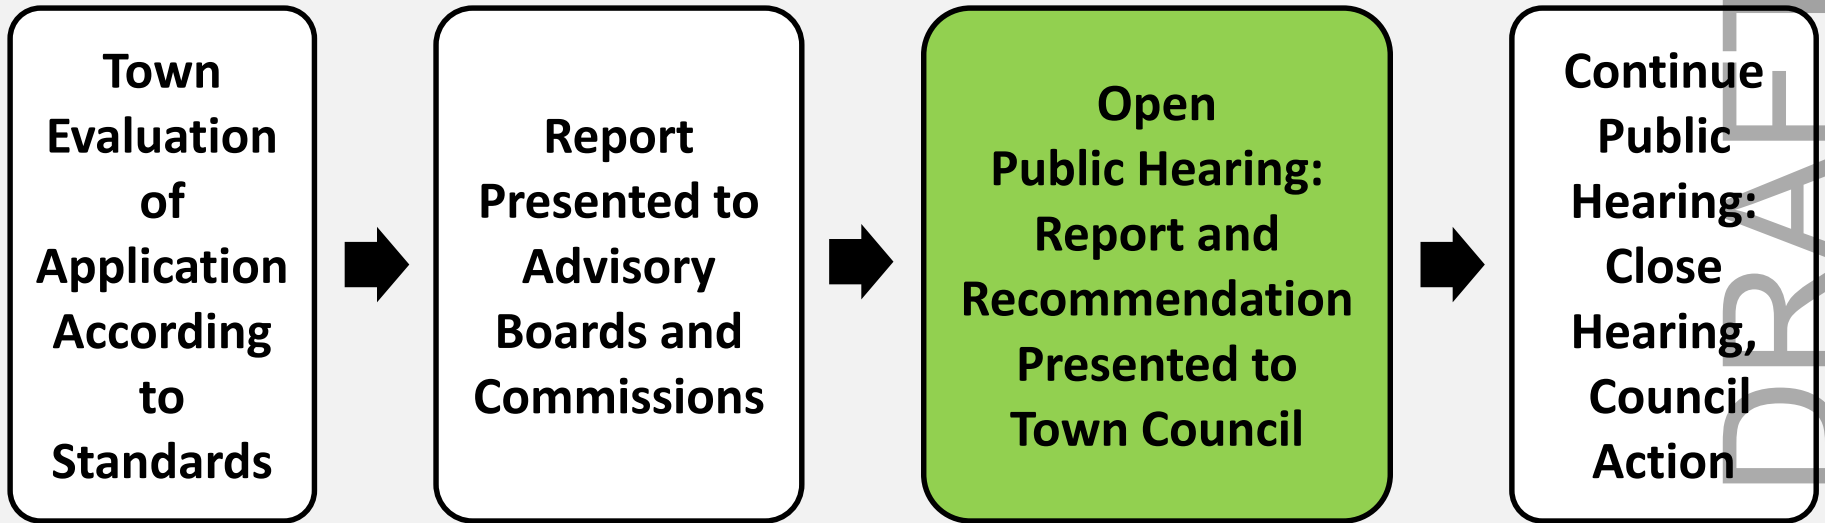 Town
Evaluation
of
Application
According
to
Standards
Report
Presented to
Advisory
Boards and
Commissions
Open
Public Hearing:
Report and
Recommendation
Presented to
Town Council
Continue
Public
Hearing:
Close
Hearing,
Council
Action
DRAFT